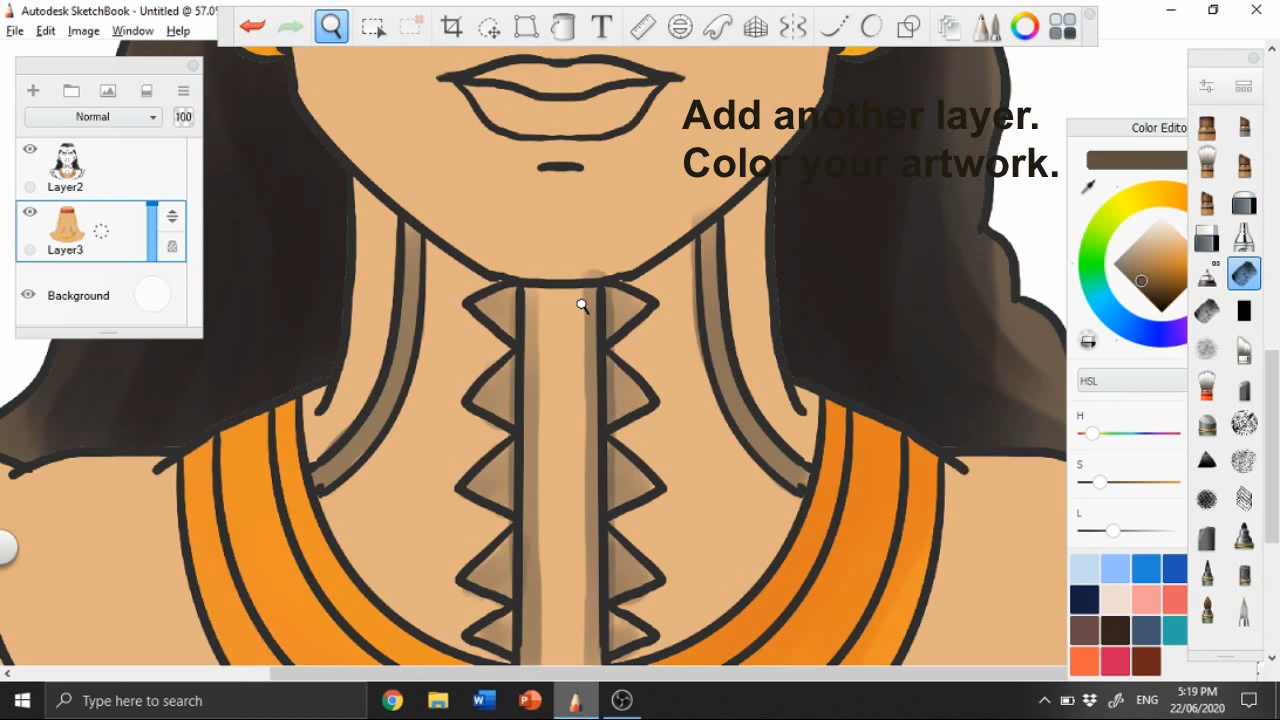 Autodesk SketchBook - Untitled @ 57.0
File Edit Image Window Help
Normal
100
Layer2
Layer3
Background
Add another layer.
Color your artwork.
Color Edito
HSL
H
S
L
Type here to search
ENG
5:19 PM
22/06/2020